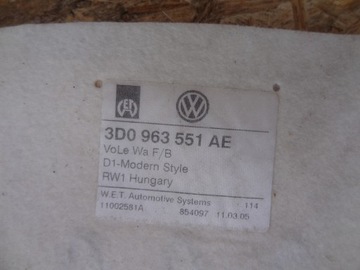 3D0 963 551 AE
VoLe Wa F/B
D1-Modern Style
RW1 Hungary
W.E.T. Automotive Systems 114
11002581A 854097 11.03.05